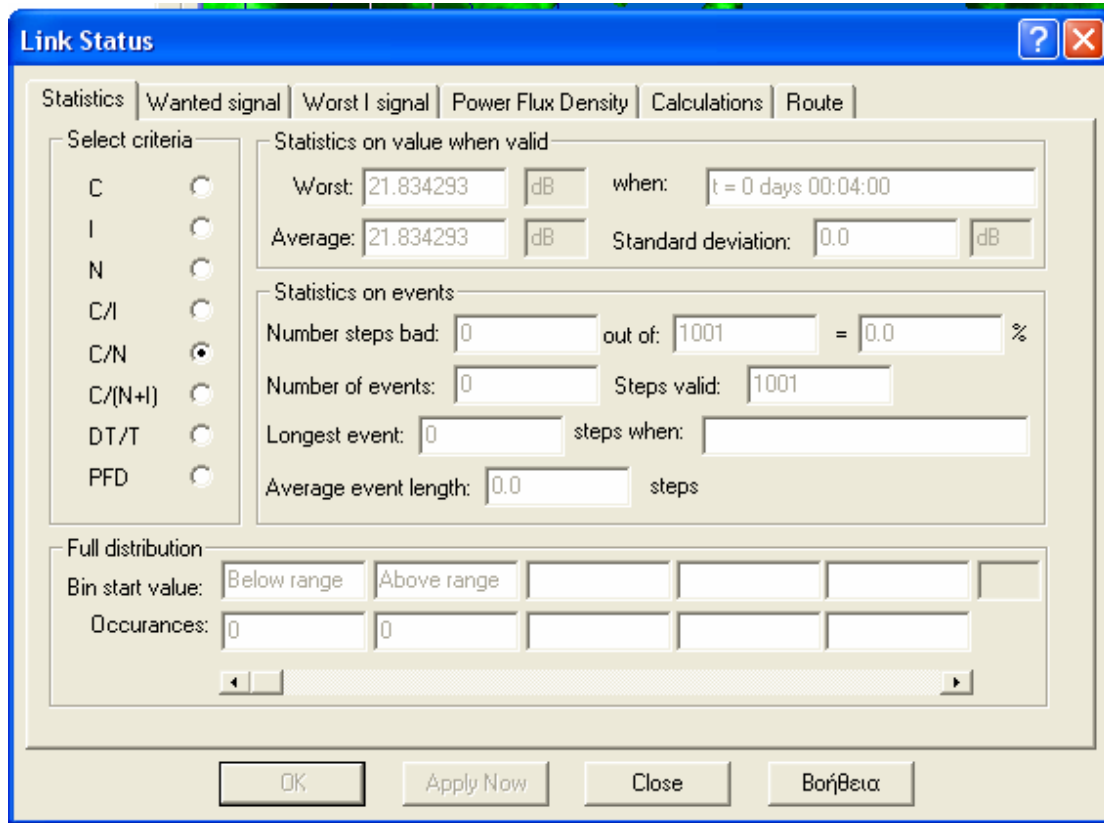 Link Status
Statistics Wanted signal Worst I signal Power Flux Density Calculations Route
Select criteria
C
I
N
C/I
C/N
C/(N+I)
DT/T
PFD
Statistics on value when valid
Worst: 21.834293 dB when: t = 0 days 00:04:00
Average: 21.834293 dB Standard deviation: 0.0 dB
Statistics on events
Number steps bad: 0 out of: 1001 = 0.0 %
Number of events: 0 Steps valid: 1001
Longest event: 0 steps when:
Average event length: 0.0 steps
Full distribution
Bin start value: Below range Above range
Occurances: 0 0
OK Apply Now Close Βοήθεια